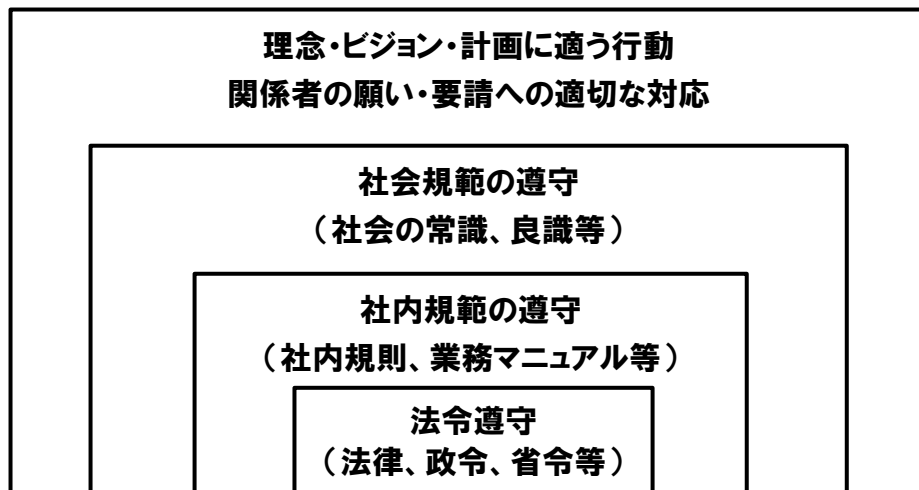 理念・ビジョン・計画に適う行動
関係者の願い・要請への適切な対応
社会規範の遵守
（社会の常識、良識等）
社内規範の遵守
（社内規則、業務マニュアル等）
法令遵守
（法律、政令、省令等）